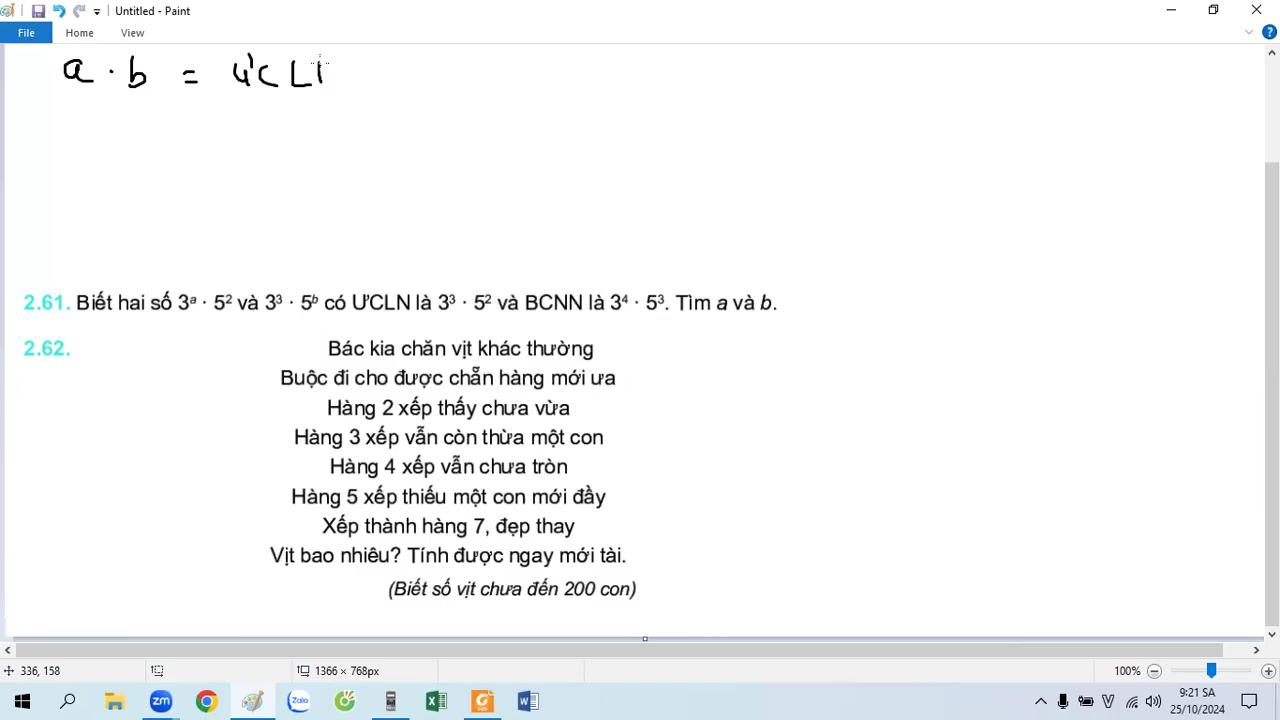 Untitled - Paint
File Home View
a · b = ƯCL
2.61. Biết hai số 3ᵃ · 5² và 3³ · 5ᵇ có ƯCLN là 3³ · 5² và BCNN là 3⁴ · 5³. Tìm a và b.
2.62. Bác kia chăn vịt khác thường
Buộc đi cho được chẵn hàng mới ưa
Hàng 2 xếp thấy chưa vừa
Hàng 3 xếp vẫn còn thừa một con
Hàng 4 xếp vẫn chưa tròn
Hàng 5 xếp thiếu một con mới đầy
Xếp thành hàng 7, đẹp thay
Vịt bao nhiêu? Tính được ngay mới tài.
(Biết số vịt chưa đến 200 con)
336, 158 1366 × 768px 100%
zm Zalo 9:21 SA
25/10/2024